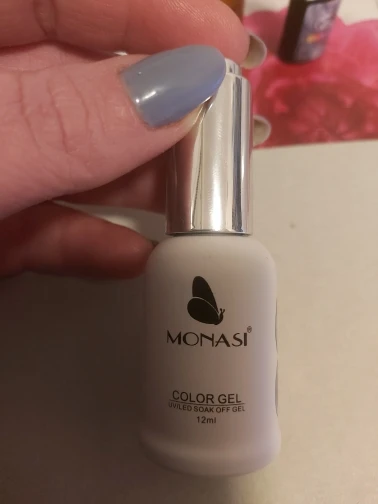 MONASI®
COLOR GEL
UV/LED SOAK OFF GEL
12ml